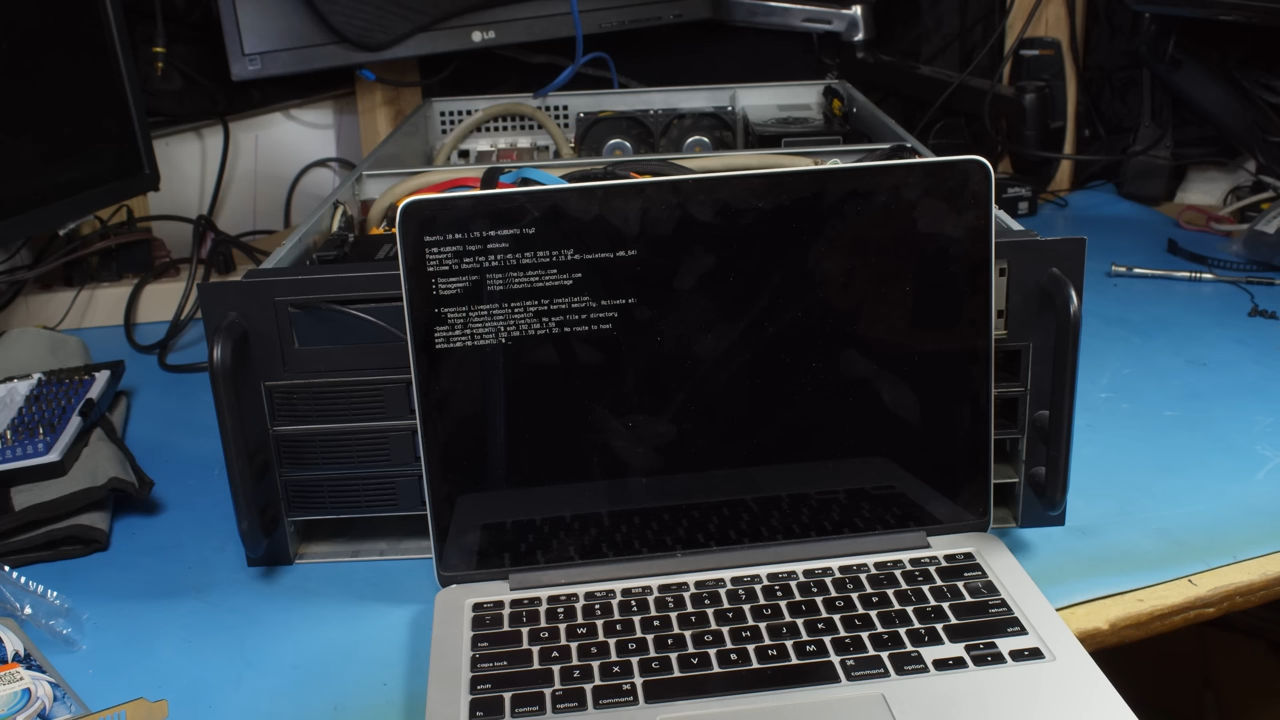 LG
Ubuntu 18.04.1 LTS S-MB-KUBUNTU tty2
S-MB-KUBUNTU login: akbkuku
Password:
Last login: Wed Feb 20 07:45:41 MST 2019 on tty2
Welcome to Ubuntu 18.04.1 LTS (GNU/Linux 4.15.0-45-lowlatency x86_64)
* Documentation: https://help.ubuntu.com
* Management: https://landscape.canonical.com
* Support: https://ubuntu.com/advantage
* Canonical Livepatch is available for installation.
- Reduce system reboots and improve kernel security. Activate at:
https://ubuntu.com/livepatch
-bash: cd: /home/akbkuku/drive/bin: No such file or directory
akbkuku@S-MB-KUBUNTU:~$ ssh 192.168.1.59
ssh: connect to host 192.168.1.59 port 22: No route to host
akbkuku@S-MB-KUBUNTU:~$ _
esc
delete
tab Q W E R T Y U I O P
caps lock A S D F G H J K L
return
shift Z X C V B N M shift
fn control option command command option